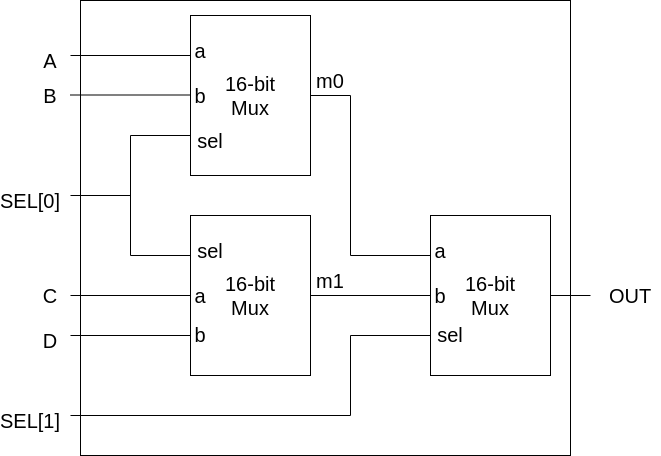 A
a
16-bit
Mux
m0
B
b
sel
SEL[0]
sel
16-bit
Mux
m1
C
a
D
b
a
16-bit
Mux
b
sel
OUT
SEL[1]